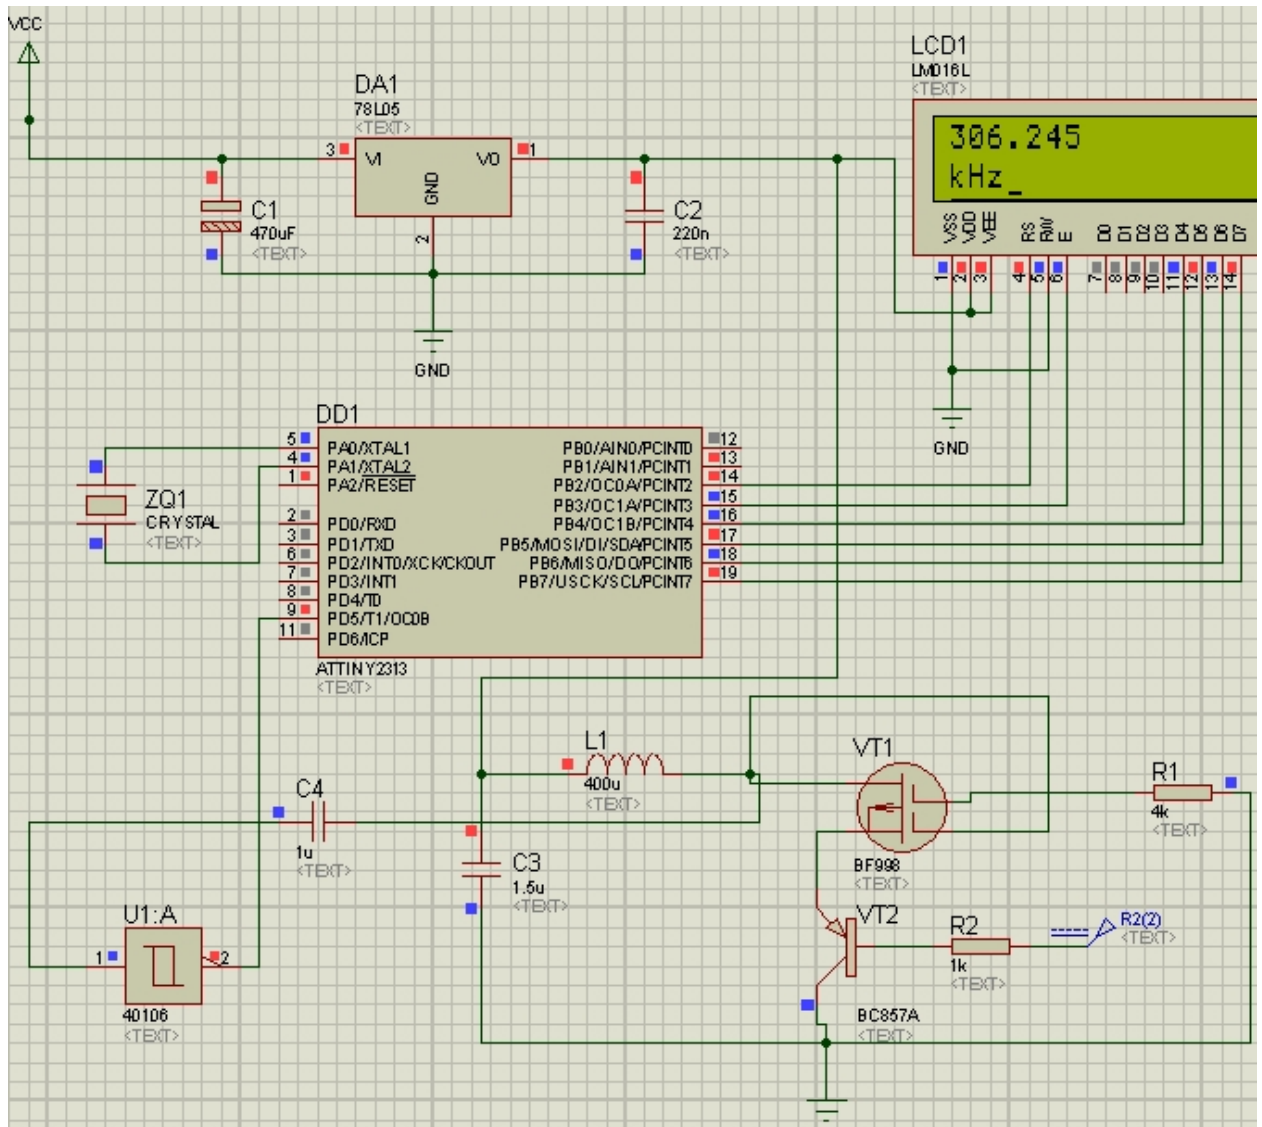 VCC
DA1
78L05
<TEXT>
3
VI
VO
1
GND
2
C1
470uF
<TEXT>
C2
220n
<TEXT>
GND
LCD1
LM016L
<TEXT>
306.245
kHz_
VSS
VDD
VEE
RS
RW
E
D0
D1
D2
D3
D4
D5
D6
D7
1
2
3
4
5
6
7
8
9
10
11
12
13
14
GND
DD1
5 PA0/XTAL1
4 PA1/XTAL2
1 PA2/RESET
2 PD0/RXD
3 PD1/TXD
6 PD2/INT0/XCK/CKOUT
7 PD3/INT1
8 PD4/T0
9 PD5/T1/OC0B
11 PD6/ICP
PB0/AIN0/PCINT0 12
PB1/AIN1/PCINT1 13
PB2/OC0A/PCINT2 14
PB3/OC1A/PCINT3 15
PB4/OC1B/PCINT4 16
PB5/MOSI/DI/SDA/PCINT5 17
PB6/MISO/DO/PCINT6 18
PB7/USCK/SCL/PCINT7 19
ATTINY2313
<TEXT>
ZQ1
CRYSTAL
<TEXT>
L1
400u
<TEXT>
VT1
BF998
<TEXT>
R1
4k
<TEXT>
C4
1u
<TEXT>
C3
1.5u
<TEXT>
U1:A
1
2
40106
<TEXT>
VT2
BC857A
<TEXT>
R2
1k
<TEXT>
R2(2)
<TEXT>